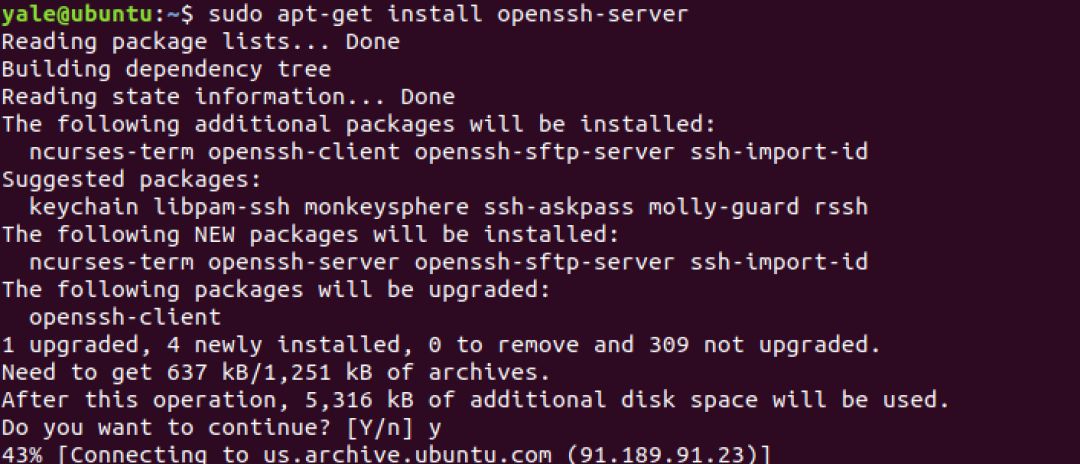 yale@ubuntu:~$ sudo apt-get install openssh-server
Reading package lists... Done
Building dependency tree
Reading state information... Done
The following additional packages will be installed:
  ncurses-term openssh-client openssh-sftp-server ssh-import-id
Suggested packages:
  keychain libpam-ssh monkeysphere ssh-askpass molly-guard rssh
The following NEW packages will be installed:
  ncurses-term openssh-server openssh-sftp-server ssh-import-id
The following packages will be upgraded:
  openssh-client
1 upgraded, 4 newly installed, 0 to remove and 309 not upgraded.
Need to get 637 kB/1,251 kB of archives.
After this operation, 5,316 kB of additional disk space will be used.
Do you want to continue? [Y/n] y
43% [Connecting to us.archive.ubuntu.com (91.189.91.23)]